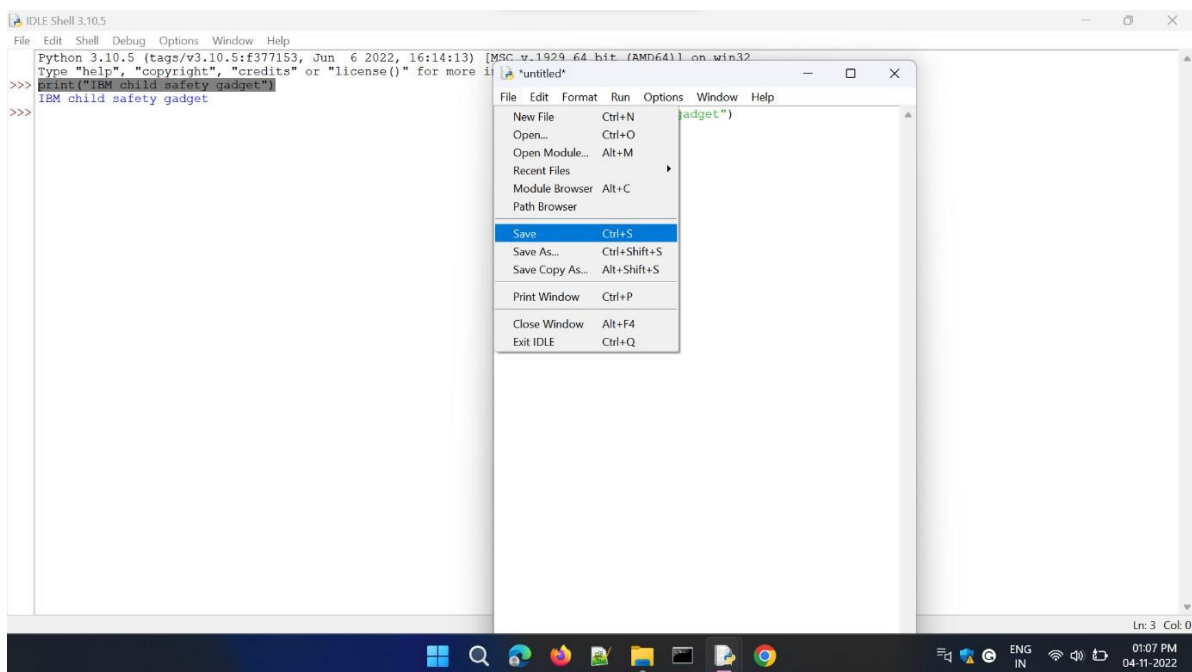 IDLE Shell 3.10.5
File Edit Shell Debug Options Window Help
Python 3.10.5 (tags/v3.10.5:f377153, Jun 6 2022, 16:14:13) [MSC v.1929 64 bit (AMD64)] on win32
Type "help", "copyright", "credits" or "license()" for more
>>> print("IBM child safety gadget")
IBM child safety gadget
>>>
*untitled*
File Edit Format Run Options Window Help
gadget")
New File Ctrl+N
Open... Ctrl+O
Open Module... Alt+M
Recent Files
Module Browser Alt+C
Path Browser
Save Ctrl+S
Save As... Ctrl+Shift+S
Save Copy As... Alt+Shift+S
Print Window Ctrl+P
Close Window Alt+F4
Exit IDLE Ctrl+Q
Ln: 3 Col: 0
ENG
IN
01:07 PM
04-11-2022